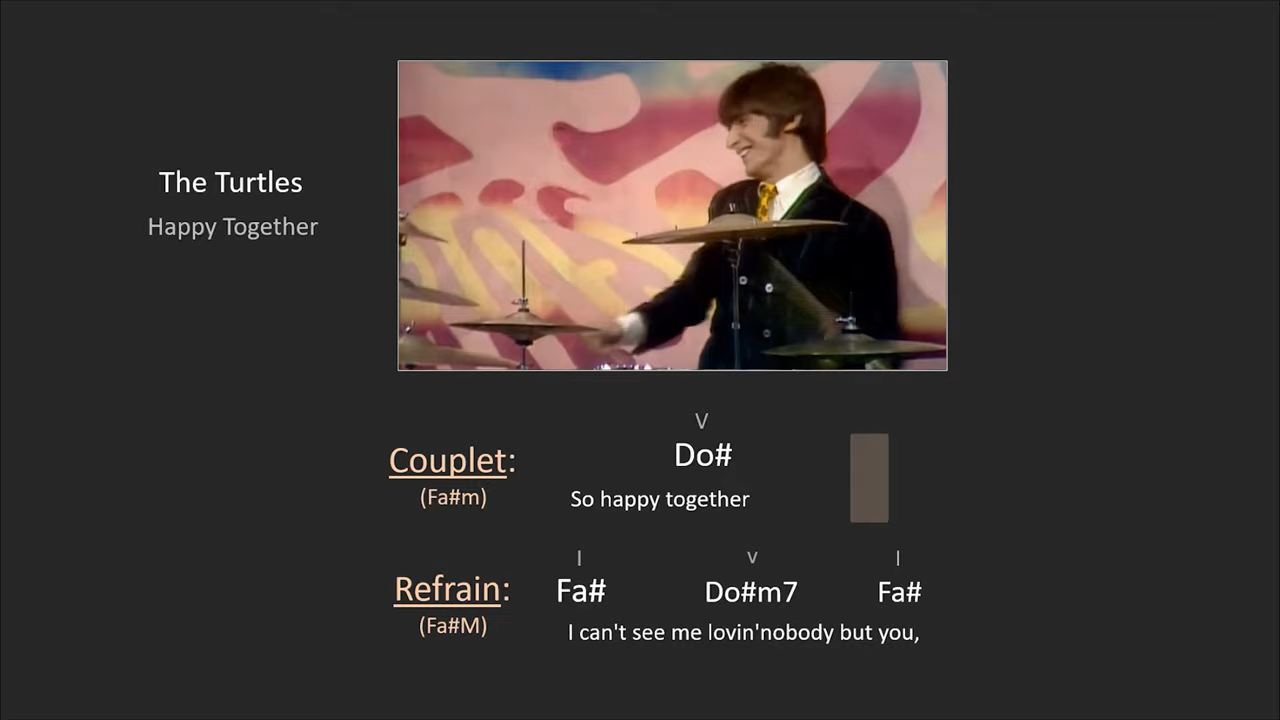 The Turtles
Happy Together
V
Do#
Couplet:
(Fa#m)
So happy together
I v I
Refrain: Fa# Do#m7 Fa#
(Fa#M)
I can't see me lovin'nobody but you,